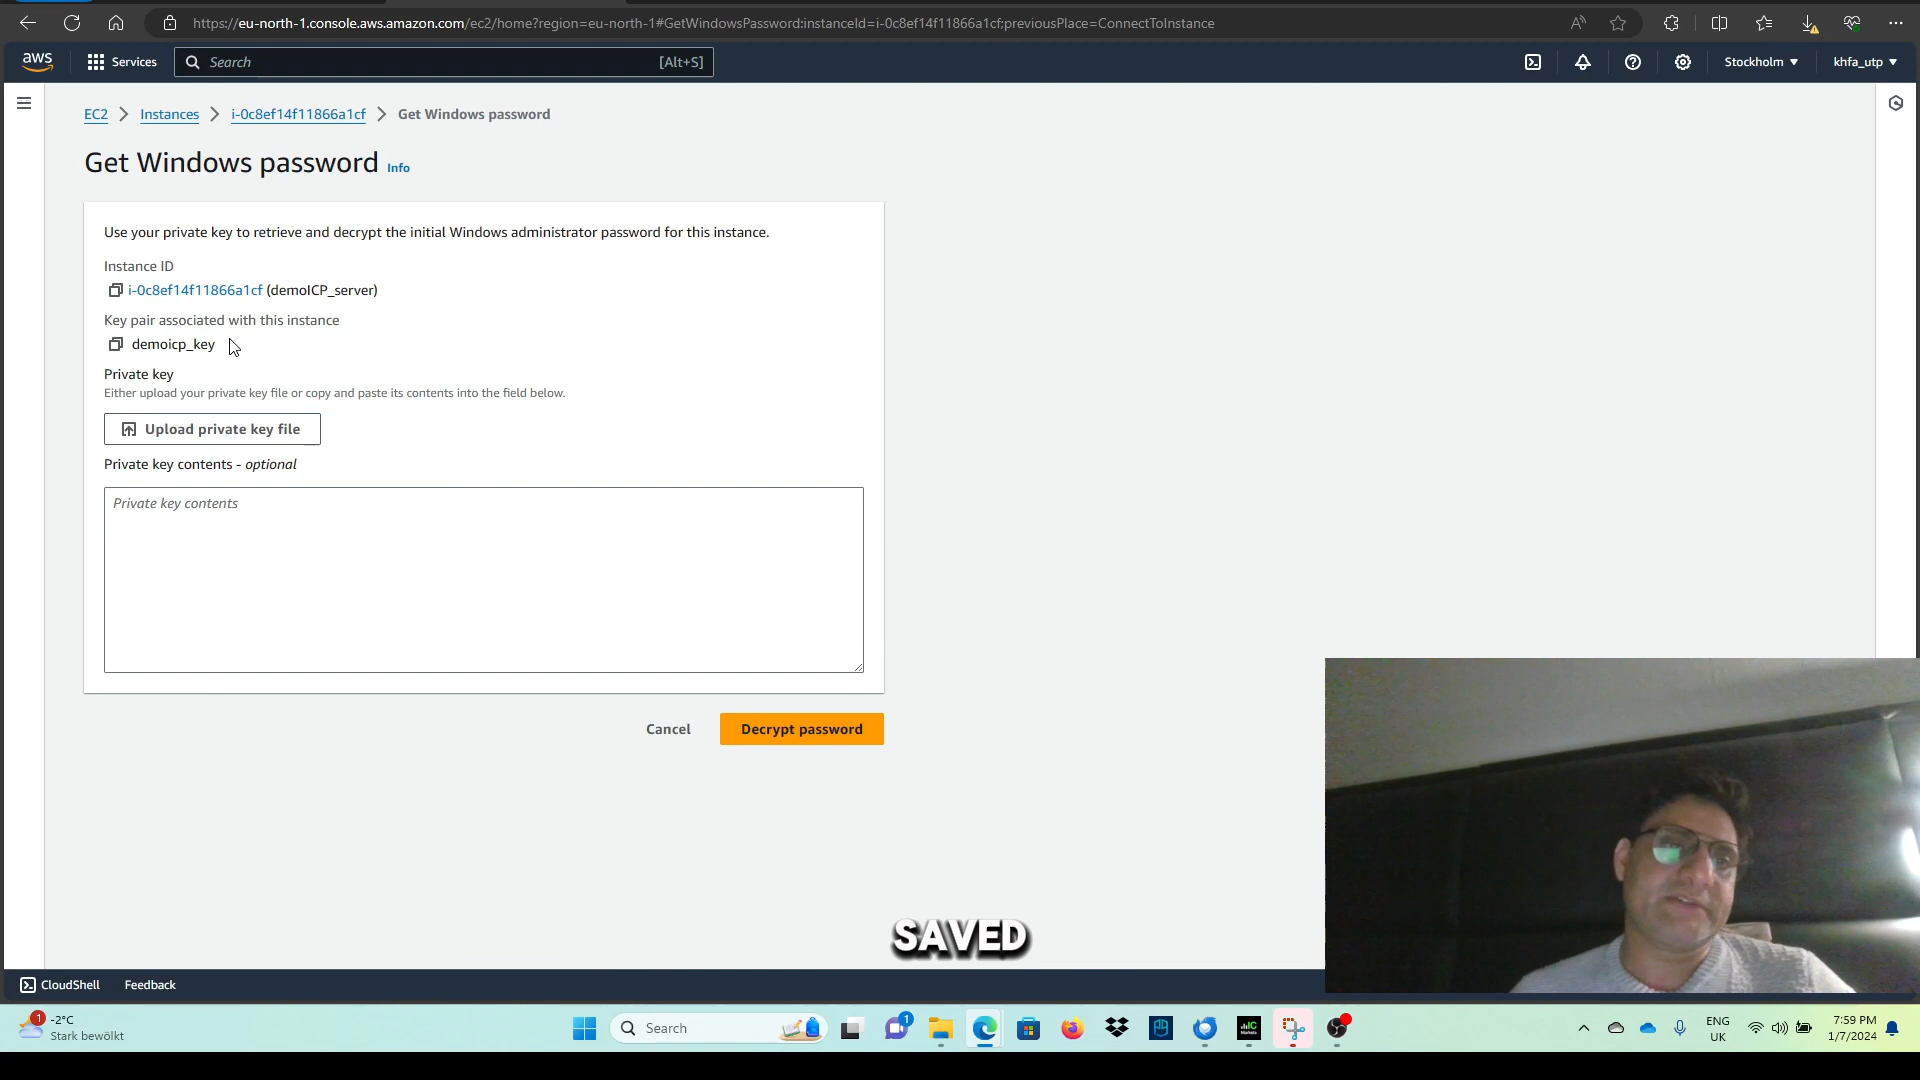 https://eu-north-1.console.aws.amazon.com/ec2/home?region=eu-north-1#GetWindowsPassword:instanceId=i-0c8ef14f11866a1cf;previousPlace=ConnectToInstance
aws
Services
Search
[Alt+S]
Stockholm
khfa_utp
EC2 > Instances > i-0c8ef14f11866a1cf > Get Windows password
Get Windows password Info
Use your private key to retrieve and decrypt the initial Windows administrator password for this instance.
Instance ID
i-0c8ef14f11866a1cf (demoICP_server)
Key pair associated with this instance
demoicp_key
Private key
Either upload your private key file or copy and paste its contents into the field below.
Upload private key file
Private key contents - optional
Private key contents
Cancel
Decrypt password
SAVED
CloudShell
Feedback
1
-2°C
Stark bewölkt
Search
1
IC
ENG
UK
7:59 PM
1/7/2024